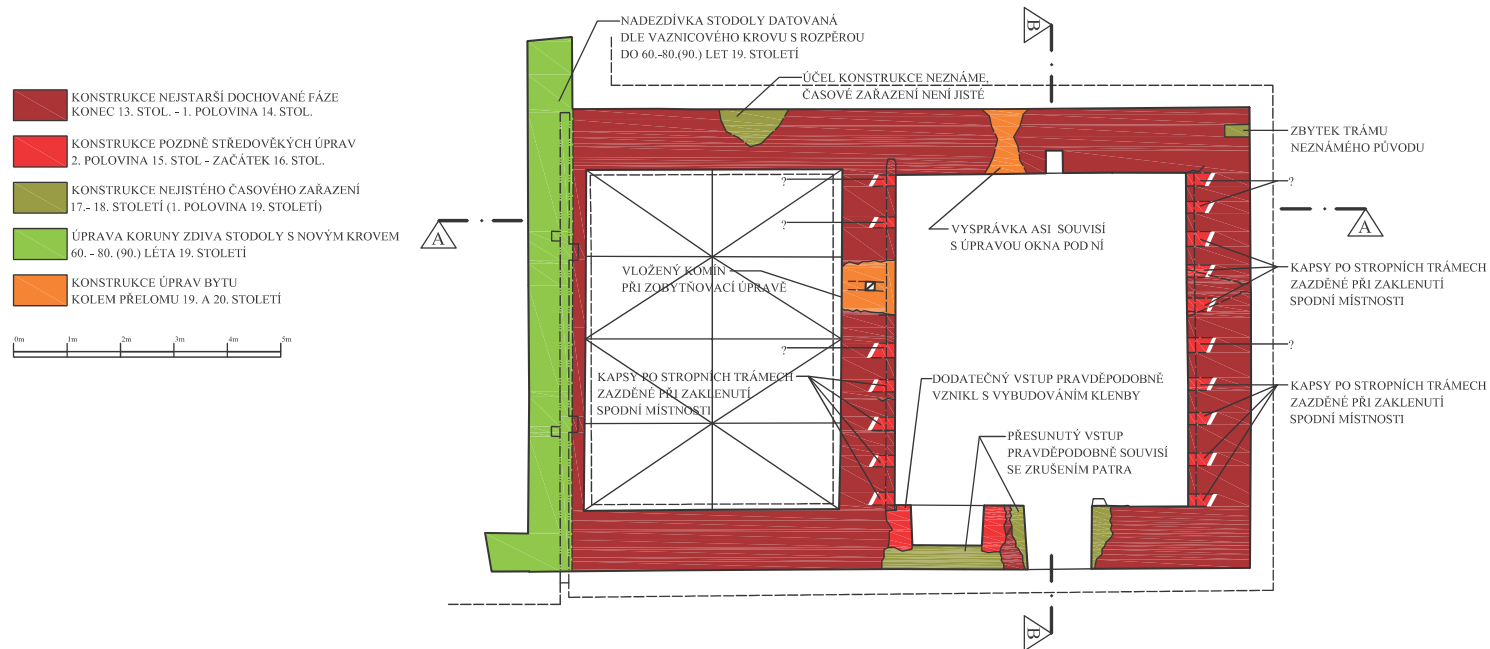 KONSTRUKCE NEJSTARŠÍ DOCHOVANÉ FÁZE
KONEC 13. STOL. - 1. POLOVINA 14. STOL.
KONSTRUKCE POZDNĚ STŘEDOVĚKÝCH ÚPRAV
2. POLOVINA 15. STOL - ZAČÁTEK 16. STOL.
KONSTRUKCE NEJISTÉHO ČASOVÉHO ZAŘAZENÍ
17.- 18. STOLETÍ (1. POLOVINA 19. STOLETÍ)
ÚPRAVA KORUNY ZDIVA STODOLY S NOVÝM KROVEM
60. - 80. (90.) LÉTA 19. STOLETÍ
KONSTRUKCE ÚPRAV BYTU
KOLEM PŘELOMU 19. A 20. STOLETÍ
0m 1m 2m 3m 4m 5m
NADEZDÍVKA STODOLY DATOVANÁ
DLE VAZNICOVÉHO KROVU S ROZPĚROU
DO 60.-80.(90.) LET 19. STOLETÍ
B
ÚČEL KONSTRUKCE NEZNÁME,
ČASOVÉ ZAŘAZENÍ NENÍ JISTÉ
ZBYTEK TRÁMU
NEZNÁMÉHO PŮVODU
?
?
A
?
A
VYSPRÁVKA ASI SOUVISÍ
S ÚPRAVOU OKNA POD NÍ
VLOŽENÝ KOMÍN
PŘI ZOBYTŇOVACÍ ÚPRAVĚ
KAPSY PO STROPNÍCH TRÁMECH
ZAZDĚNÉ PŘI ZAKLENUTÍ
SPODNÍ MÍSTNOSTI
?
?
KAPSY PO STROPNÍCH TRÁMECH
ZAZDĚNÉ PŘI ZAKLENUTÍ
SPODNÍ MÍSTNOSTI
DODATEČNÝ VSTUP PRAVDĚPODOBNĚ
VZNIKL S VYBUDOVÁNÍM KLENBY
KAPSY PO STROPNÍCH TRÁMECH
ZAZDĚNÉ PŘI ZAKLENUTÍ
SPODNÍ MÍSTNOSTI
PŘESUNUTÝ VSTUP
PRAVDĚPODOBNĚ SOUVISÍ
SE ZRUŠENÍM PATRA
B